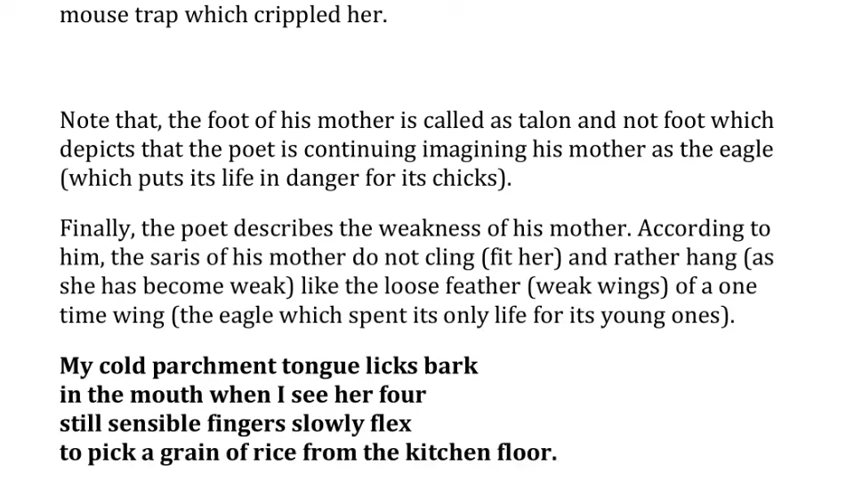 mouse trap which crippled her.
Note that, the foot of his mother is called as talon and not foot which
depicts that the poet is continuing imagining his mother as the eagle
(which puts its life in danger for its chicks).
Finally, the poet describes the weakness of his mother. According to
him, the saris of his mother do not cling (fit her) and rather hang (as
she has become weak) like the loose feather (weak wings) of a one
time wing (the eagle which spent its only life for its young ones).
My cold parchment tongue licks bark
in the mouth when I see her four
still sensible fingers slowly flex
to pick a grain of rice from the kitchen floor.